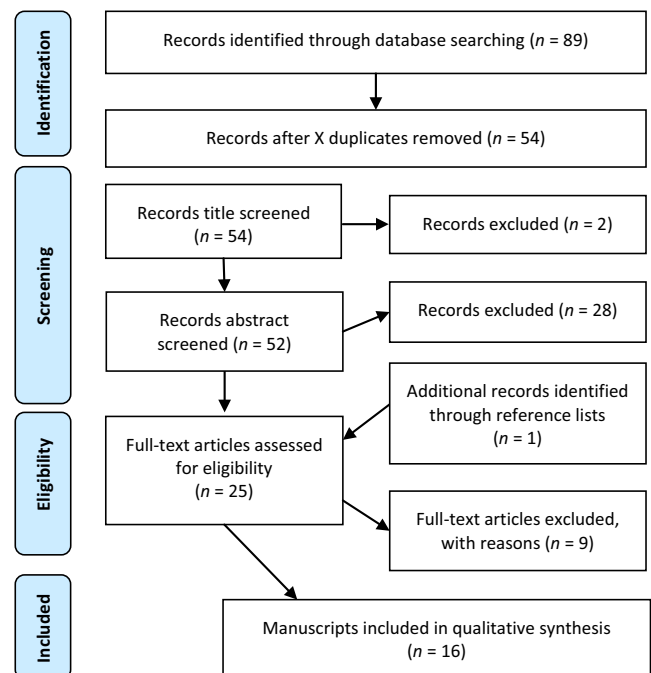 Identification
Records identified through database searching (n = 89)
Records after X duplicates removed (n = 54)
Screening
Records title screened
(n = 54)
Records excluded (n = 2)
Records abstract
screened (n = 52)
Records excluded (n = 28)
Eligibility
Additional records identified
through reference lists
(n = 1)
Full-text articles assessed
for eligibility
(n = 25)
Full-text articles excluded,
with reasons (n = 9)
Included
Manuscripts included in qualitative synthesis
(n = 16)